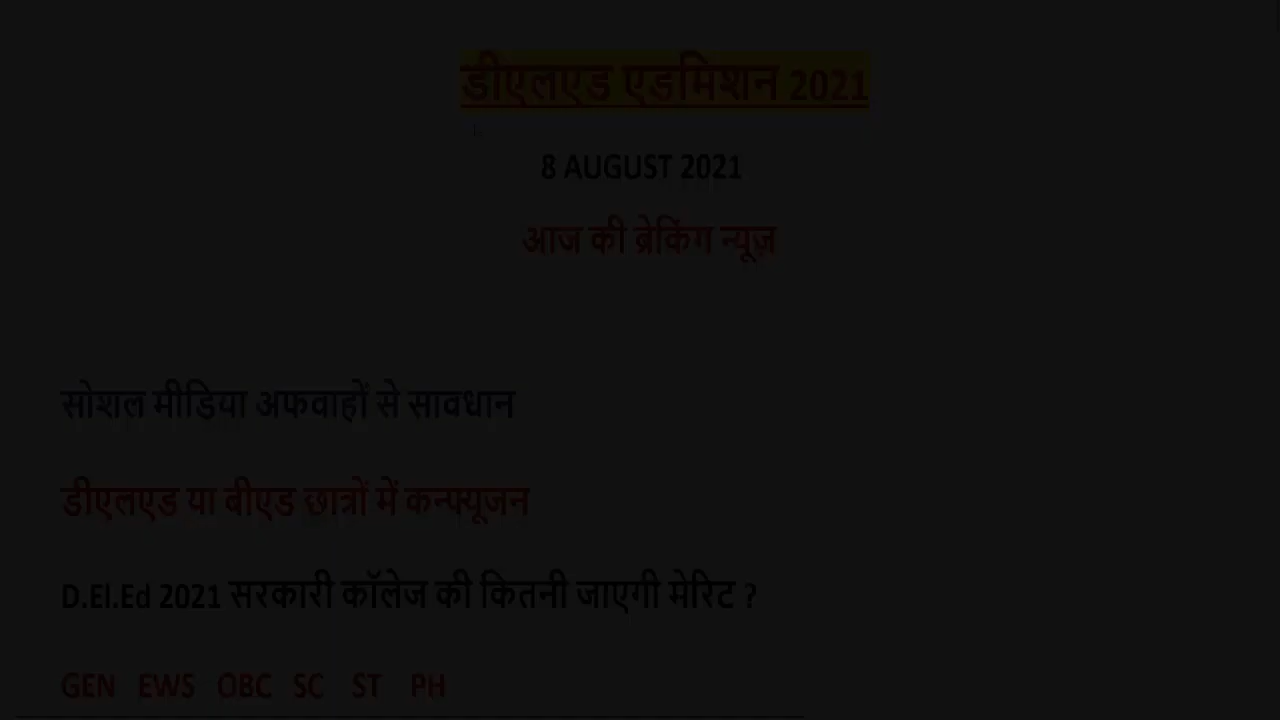 डीएलएड एडमिशन 2021
8 AUGUST 2021
आज की ब्रेकिंग न्यूज़
सोशल मीडिया अफवाहों से सावधान
डीएलएड या बीएड छात्रों में कन्फ्यूजन
D.El.Ed 2021 सरकारी कॉलेज की कितनी जाएगी मेरिट ?
GEN EWS OBC SC ST PH